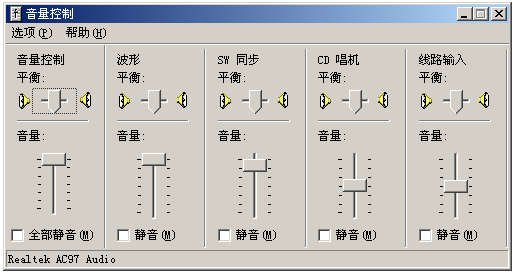 音量控制
选项(P) 帮助(H)
音量控制 波形 SW 同步 CD 唱机 线路输入
平衡: 平衡: 平衡: 平衡: 平衡:
音量: 音量: 音量: 音量: 音量:
全部静音(M) 静音(M) 静音(M) 静音(M) 静音(M)
Realtek AC97 Audio